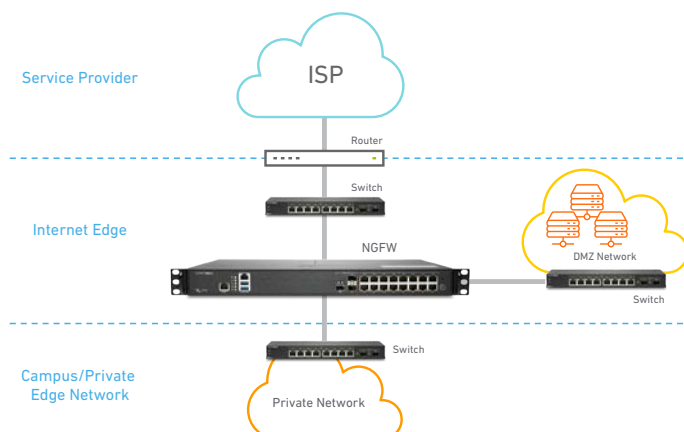 ISP
Service Provider
Router
Switch
Internet Edge
NGFW
DMZ Network
Switch
Switch
Campus/Private
Edge Network
Private Network